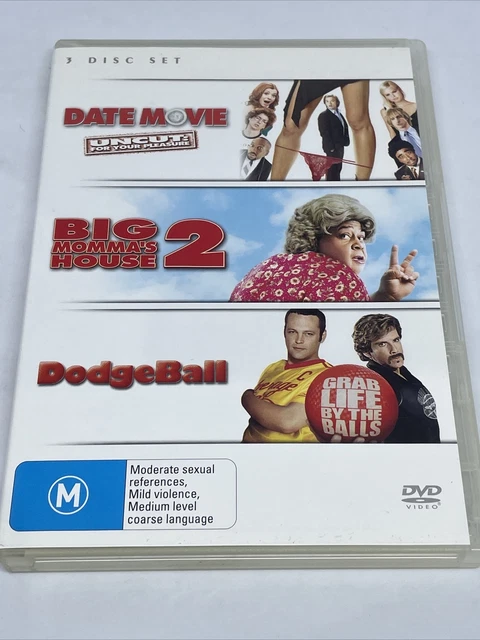 3 DISC SET
DATE MOVIE
UNCUT:
FOR YOUR PLEASURE
BIG
MOMMA'S
HOUSE 2
DodgeBall
GRAB
LIFE
BY THE
BALLS
M
Moderate sexual
references,
Mild violence,
Medium level
coarse language
DVD
VIDEO